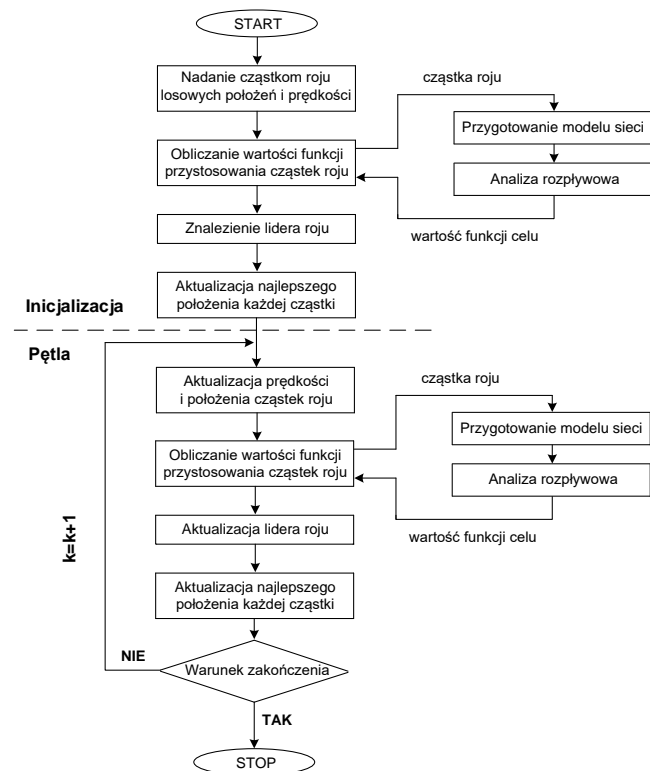 START
Nadanie cząstkom roju
losowych położeń i prędkości
cząstka roju
Przygotowanie modelu sieci
Obliczanie wartości funkcji
przystosowania cząstek roju
Analiza rozpływowa
wartość funkcji celu
Znalezienie lidera roju
Aktualizacja najlepszego
położenia każdej cząstki
Inicjalizacja
Pętla
Aktualizacja prędkości
i położenia cząstek roju
cząstka roju
Przygotowanie modelu sieci
Obliczanie wartości funkcji
przystosowania cząstek roju
Analiza rozpływowa
wartość funkcji celu
Aktualizacja lidera roju
k=k+1
Aktualizacja najlepszego
położenia każdej cząstki
NIE
Warunek zakończenia
TAK
STOP